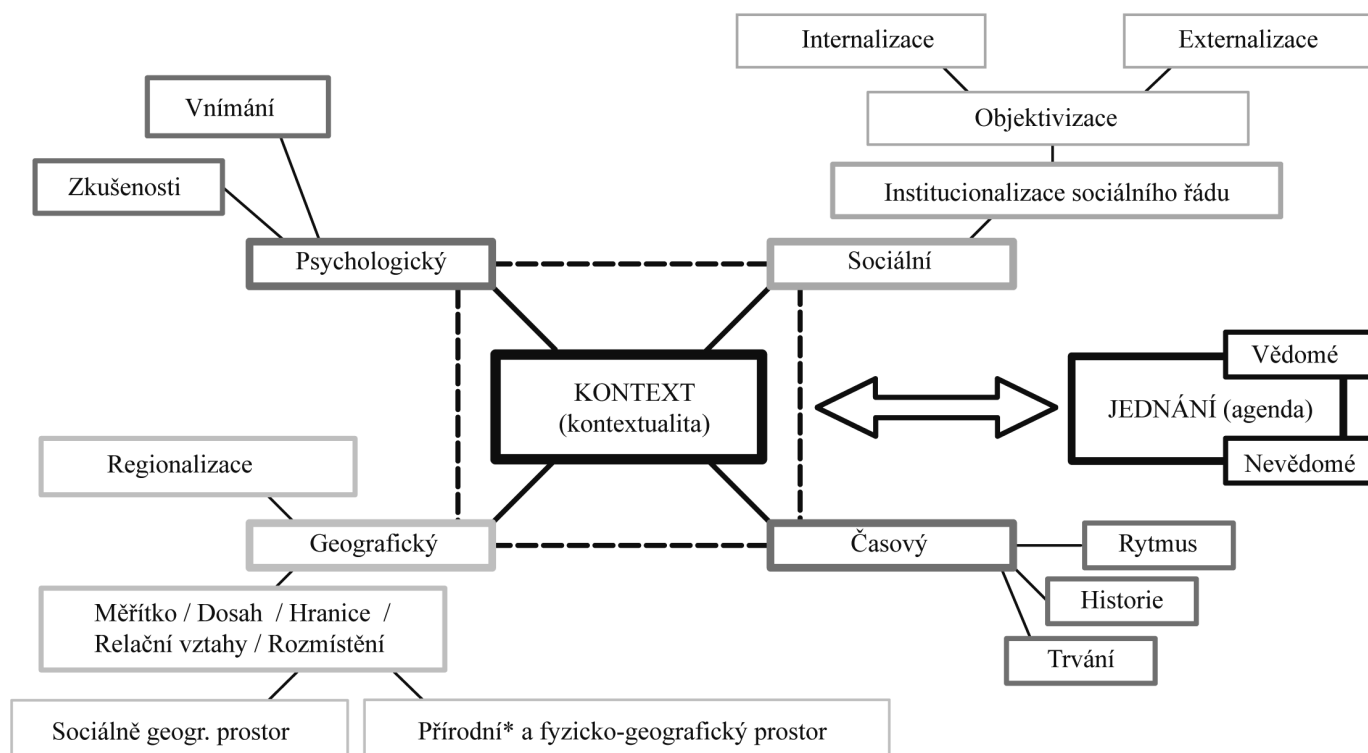 Internalizace
Externalizace
Vnímání
Objektivizace
Zkušenosti
Institucionalizace sociálního řádu
Psychologický
Sociální
Vědomé
KONTEXT
(kontextualita)
JEDNÁNÍ (agenda)
Nevědomé
Regionalizace
Geografický
Časový
Rytmus
Historie
Trvání
Měřítko / Dosah / Hranice /
Relační vztahy / Rozmístění
Sociálně geogr. prostor
Přírodní* a fyzicko-geografický prostor